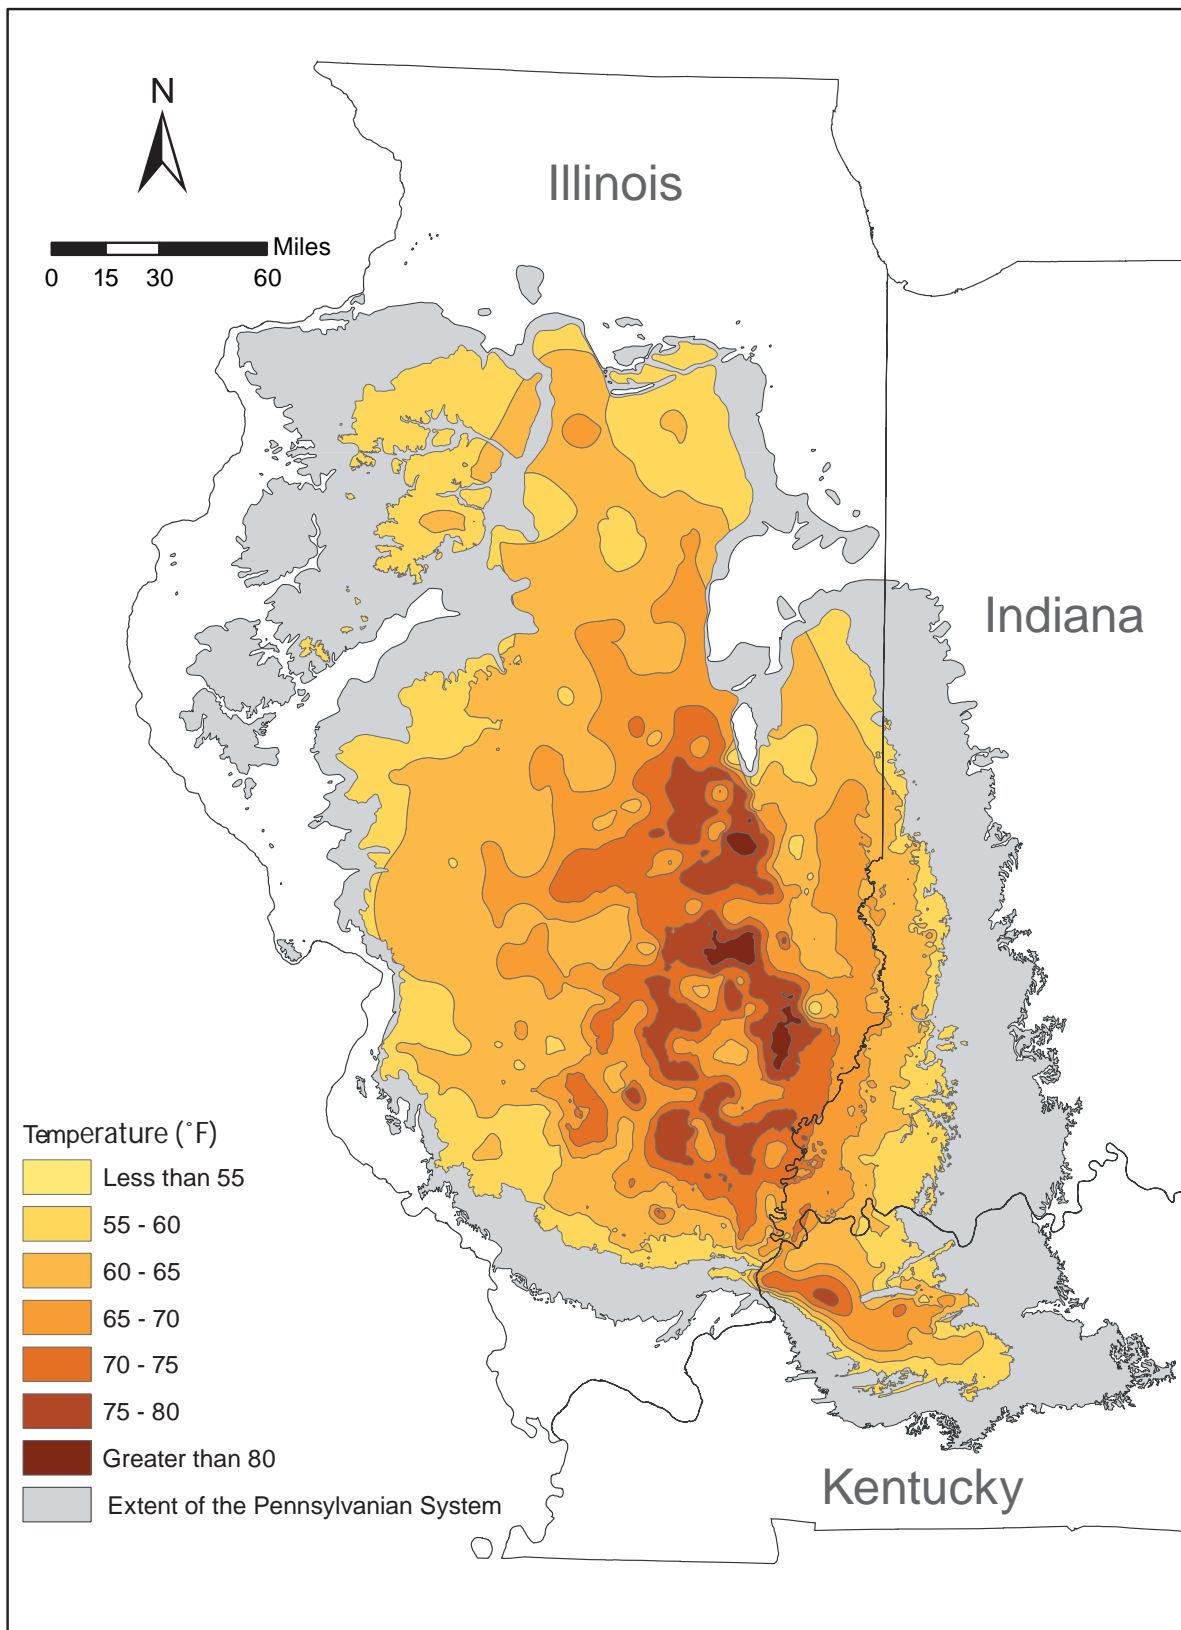 N
Illinois
Miles
0 15 30 60
Indiana
Temperature (˚F)
Less than 55
55 - 60
60 - 65
65 - 70
70 - 75
75 - 80
Greater than 80
Extent of the Pennsylvanian System
Kentucky